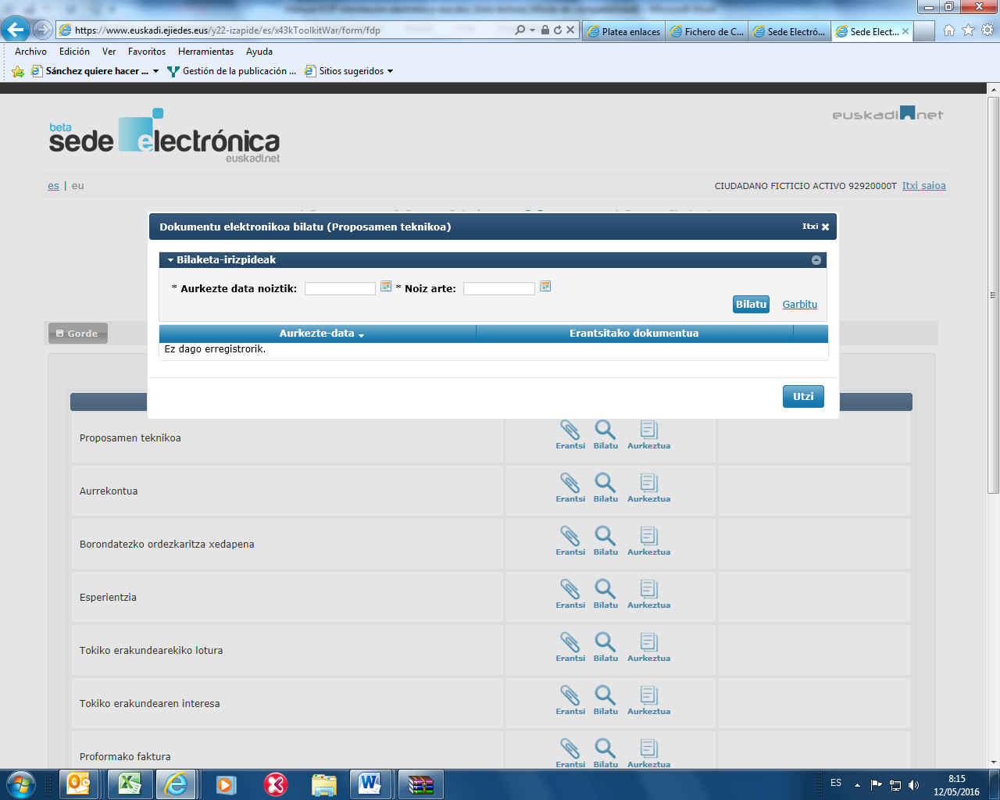 https://www.euskadi.ejiedes.eus/y22-izapide/es/x43kToolkitWar/form/fdp
Platea enlaces
Fichero de C...
Sede Electró...
Sede Elect...
Archivo Edición Ver Favoritos Herramientas Ayuda
Sánchez quiere hacer ...
Gestión de la publicación ...
Sitios sugeridos
beta
sede electrónica
euskadi.net
euskadi.net
es | eu
CIUDADANO FICTICIO ACTIVO 92920000T Itxi saioa
Dokumentu elektronikoa bilatu (Proposamen teknikoa)
Itxi
Bilaketa-irizpideak
* Aurkezte data noiztik:
* Noiz arte:
Bilatu
Garbitu
Gorde
Aurkezte-data
Erantsitako dokumentua
Ez dago erregistrorik.
Utzi
Proposamen teknikoa
Erantsi Bilatu Aurkeztua
Aurrekontua
Erantsi Bilatu Aurkeztua
Borondatezko ordezkaritza xedapena
Erantsi Bilatu Aurkeztua
Esperientzia
Erantsi Bilatu Aurkeztua
Tokiko erakundearekiko lotura
Erantsi Bilatu Aurkeztua
Tokiko erakundearen interesa
Erantsi Bilatu Aurkeztua
Proformako faktura
Erantsi Bilatu Aurkeztua
ES
8:15
12/05/2016